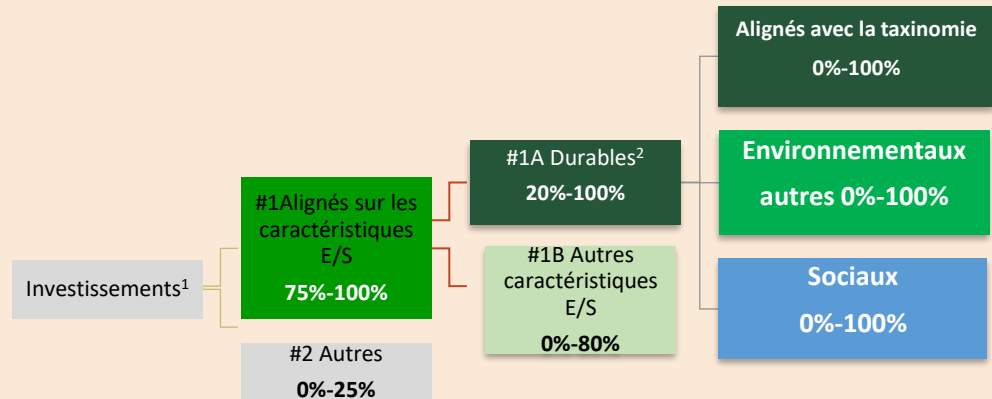 Investissements¹
#1Alignés sur les
caractéristiques
E/S
75%-100%
#2 Autres
0%-25%
#1A Durables²
20%-100%
#1B Autres
caractéristiques
E/S
0%-80%
Alignés avec la taxinomie
0%-100%
Environnementaux
autres 0%-100%
Sociaux
0%-100%